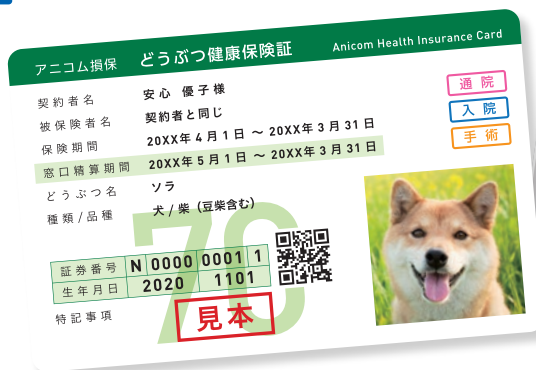 アニコム損保 どうぶつ健康保険証 Anicom Health Insurance Card
契約者名 安心 優子様
被保険者名 契約者と同じ
保険期間 20XX年4月1日 ～ 20XX年3月31日
窓口精算期間 20XX年5月1日 ～ 20XX年3月31日
どうぶつ名 ソラ
種類/品種 犬/柴（豆柴含む）
通院
入院
手術
70
証券番号 N 0000 0001 1
生年月日 2020 1101
特記事項
見本